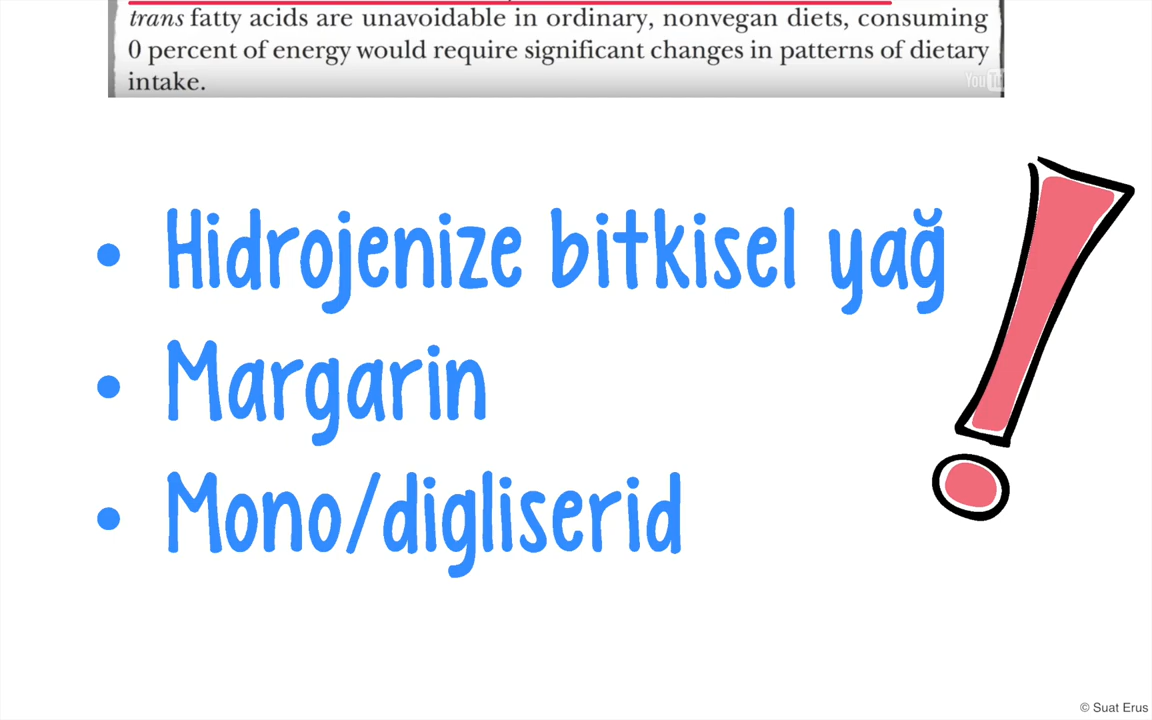 trans fatty acids are unavoidable in ordinary, nonvegan diets, consuming
0 percent of energy would require significant changes in patterns of dietary
intake.
YouTu
• Hidrojenize bitkisel yağ
• Margarin
• Mono/digliserid
© Suat Erus